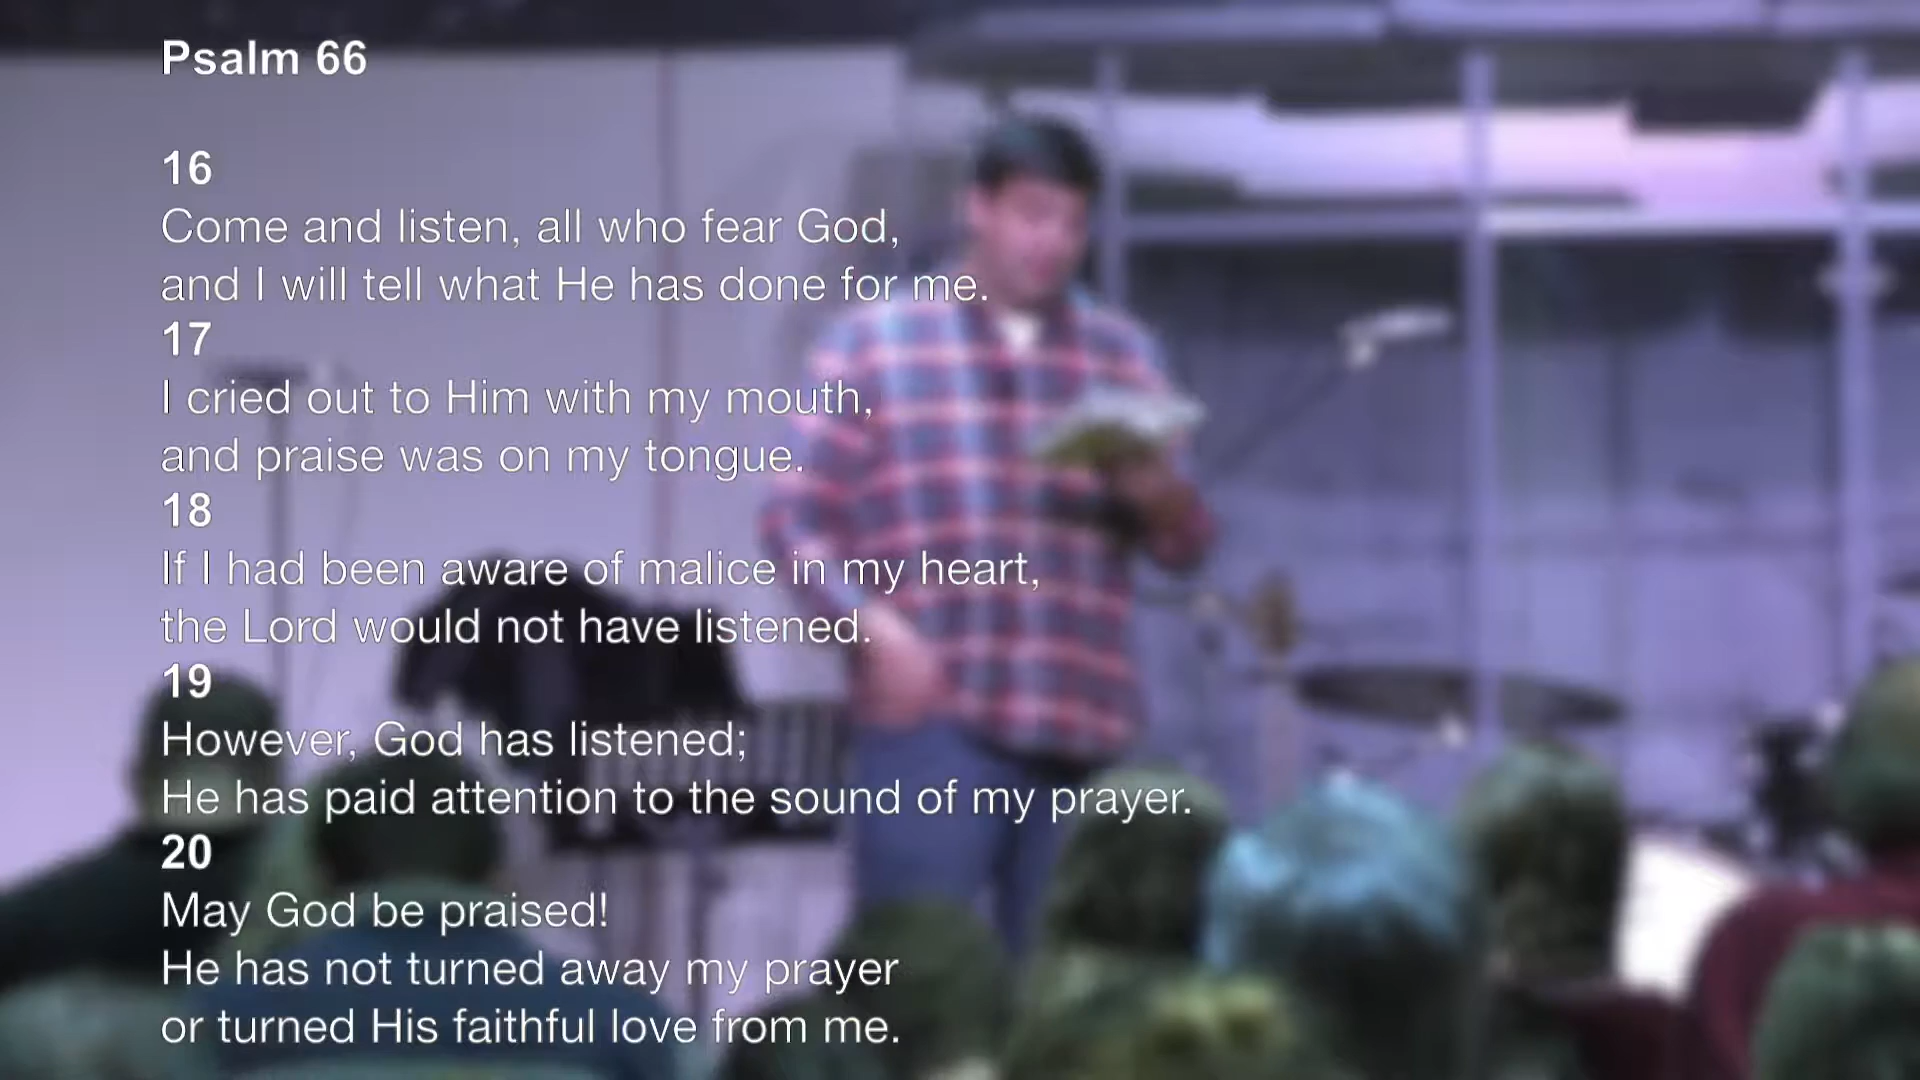 Psalm 66
16
Come and listen, all who fear God,
and I will tell what He has done for me.
17
I cried out to Him with my mouth,
and praise was on my tongue.
18
If I had been aware of malice in my heart,
the Lord would not have listened.
19
However, God has listened;
He has paid attention to the sound of my prayer.
20
May God be praised!
He has not turned away my prayer
or turned His faithful love from me.